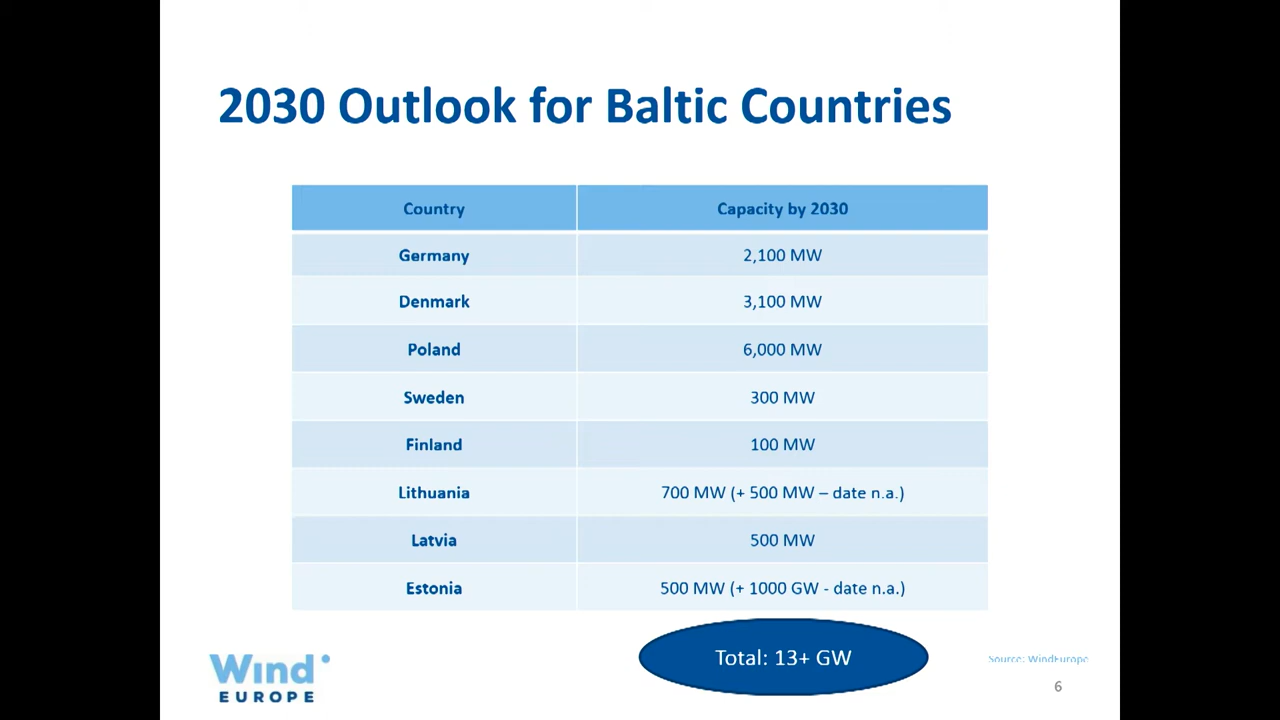 2030 Outlook for Baltic Countries
Country Capacity by 2030
Germany 2,100 MW
Denmark 3,100 MW
Poland 6,000 MW
Sweden 300 MW
Finland 100 MW
Lithuania 700 MW (+ 500 MW – date n.a.)
Latvia 500 MW
Estonia 500 MW (+ 1000 GW - date n.a.)
Total: 13+ GW
Wind
EUROPE
Source: WindEurope
6